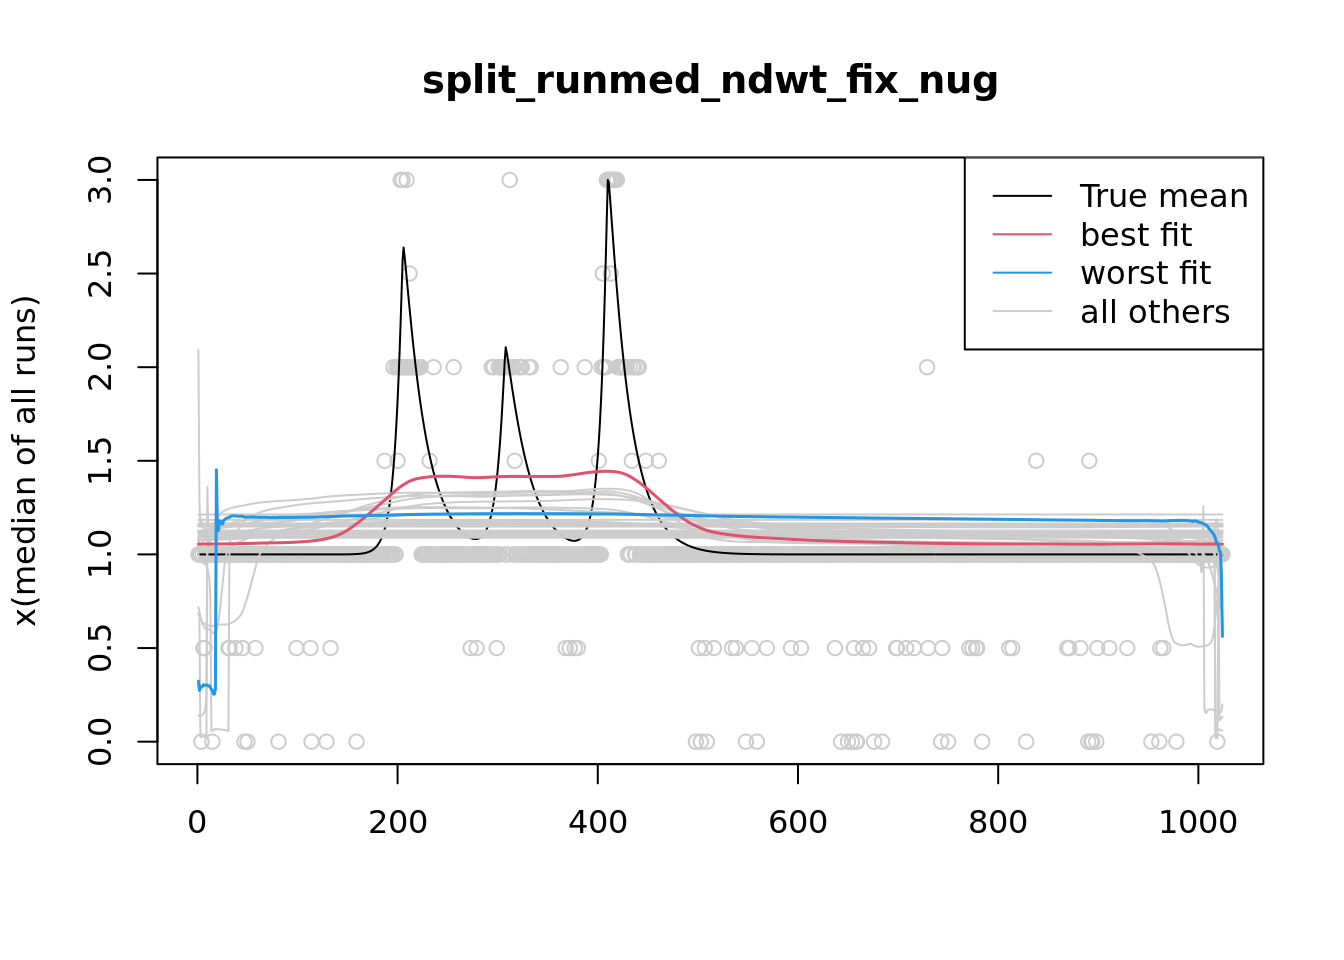 split_runmed_ndwt_fix_nug
x(median of all runs)
3.0
2.5
2.0
1.5
1.0
0.5
0.0
True mean
best fit
worst fit
all others
0 200 400 600 800 1000